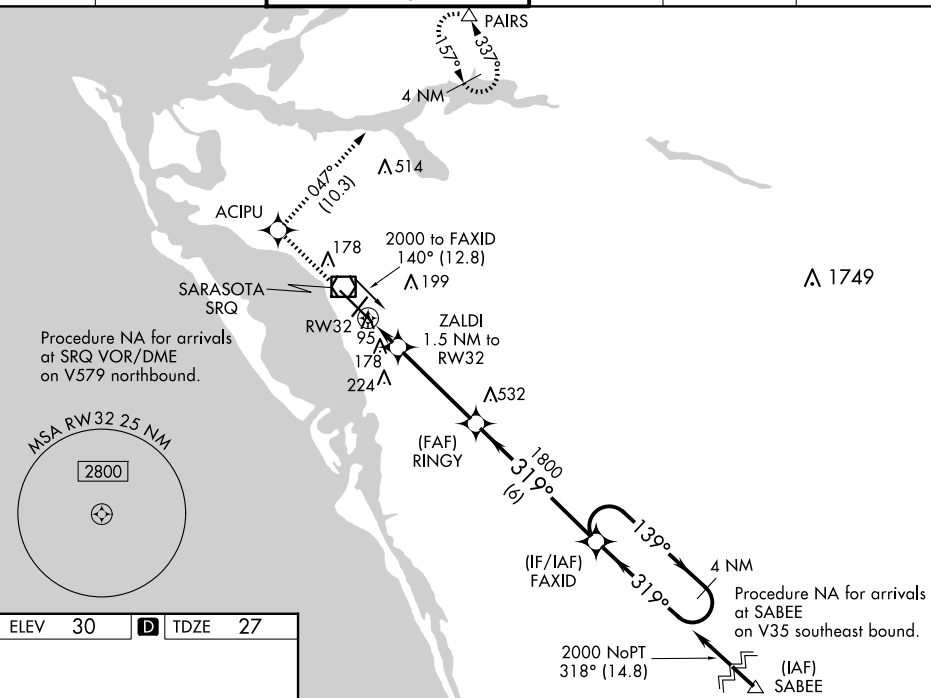 PAIRS
337°
157°
4 NM
514
047°
(10.3)
ACIPU
178
2000 to FAXID
140° (12.8)
199
1749
SARASOTA
SRQ
RW32
95
ZALDI
1.5 NM to
RW32
178
224
Procedure NA for arrivals
at SRQ VOR/DME
on V579 northbound.
532
(FAF)
RINGY
MSA RW32 25 NM
2800
1800
319°
(6)
139°
4 NM
(IF/IAF)
FAXID
319°
Procedure NA for arrivals
at SABEE
on V35 southeast bound.
2000 NoPT
318° (14.8)
(IAF)
SABEE
ELEV 30 D TDZE 27